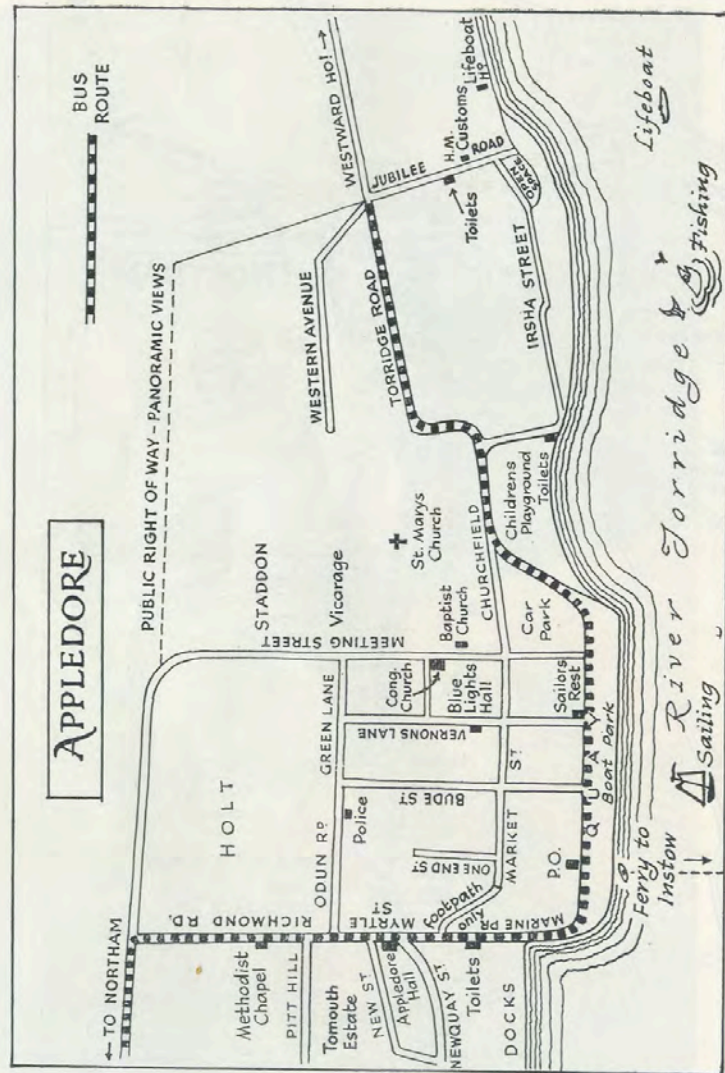 APPLEDORE
BUS
ROUTE
← TO NORTHAM
PUBLIC RIGHT OF WAY – PANORAMIC VIEWS
WESTWARD HO! →
HOLT
STADDON
Vicarage
WESTERN AVENUE
TORRIDGE ROAD
JUBILEE
ROAD
H.M.
Customs
Lifeboat
Ho
Toilets
OPEN
SPACE
IRSHA STREET
St. Marys
Church
CHURCHFIELD
Childrens
Playground
Toilets
MEETING STREET
Baptist
Church
Car
Park
GREEN LANE
Cong.
Church
Blue
Lights
Hall
Sailors
Rest
VERNONS LANE
BUDE ST
ODUN RD
Police
ONE END ST
MARKET
ST
P.O.
QUAY
Boat Park
RICHMOND RD.
MYRTLE
ST
Footpath
only
MARINE PR
Methodist
Chapel
PITT HILL
Tomouth
Estate
NEW ST
Appledore
Hall
NEWQUAY ST
Toilets
DOCKS
Ferry to
Instow
Sailing
River Torridge
Fishing
Lifeboat